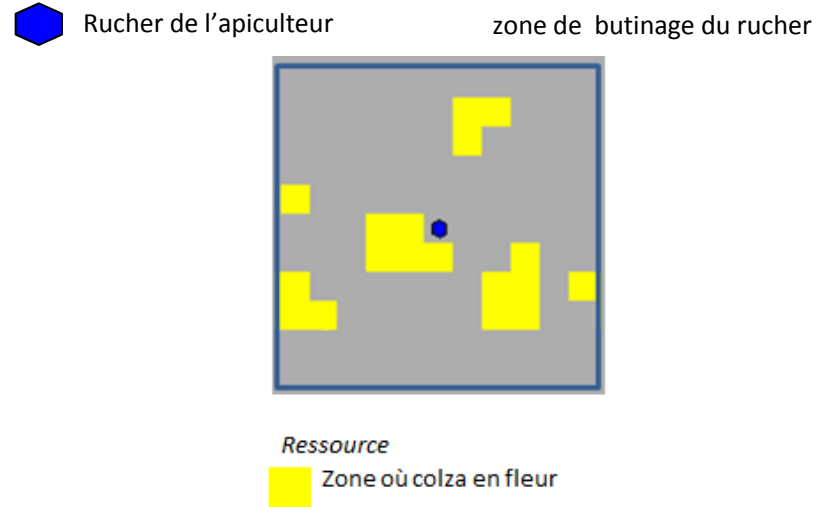 Rucher de l’apiculteur zone de butinage du rucher
Ressource
Zone où colza en fleur